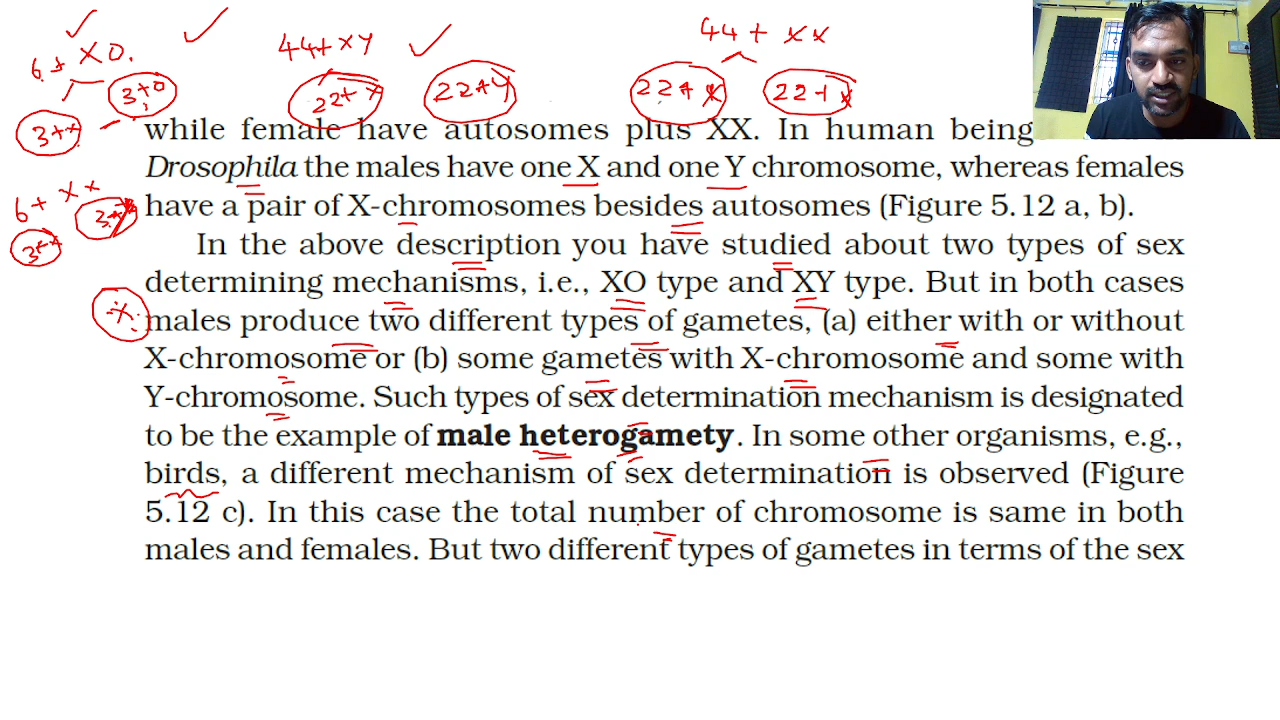 6+ XO.
44+ XY
44 + XX
3+0
22+ Y
22+X
22+X
3+X
while female have autosomes plus XX. In human being
Drosophila the males have one X and one Y chromosome, whereas females
6+ XX
have a pair of X-chromosomes besides autosomes (Figure 5.12 a, b).
In the above description you have studied about two types of sex
determining mechanisms, i.e., XO type and XY type. But in both cases
males produce two different types of gametes, (a) either with or without
X-chromosome or (b) some gametes with X-chromosome and some with
Y-chromosome. Such types of sex determination mechanism is designated
to be the example of male heterogamety. In some other organisms, e.g.,
birds, a different mechanism of sex determination is observed (Figure
5.12 c). In this case the total number of chromosome is same in both
males and females. But two different types of gametes in terms of the sex